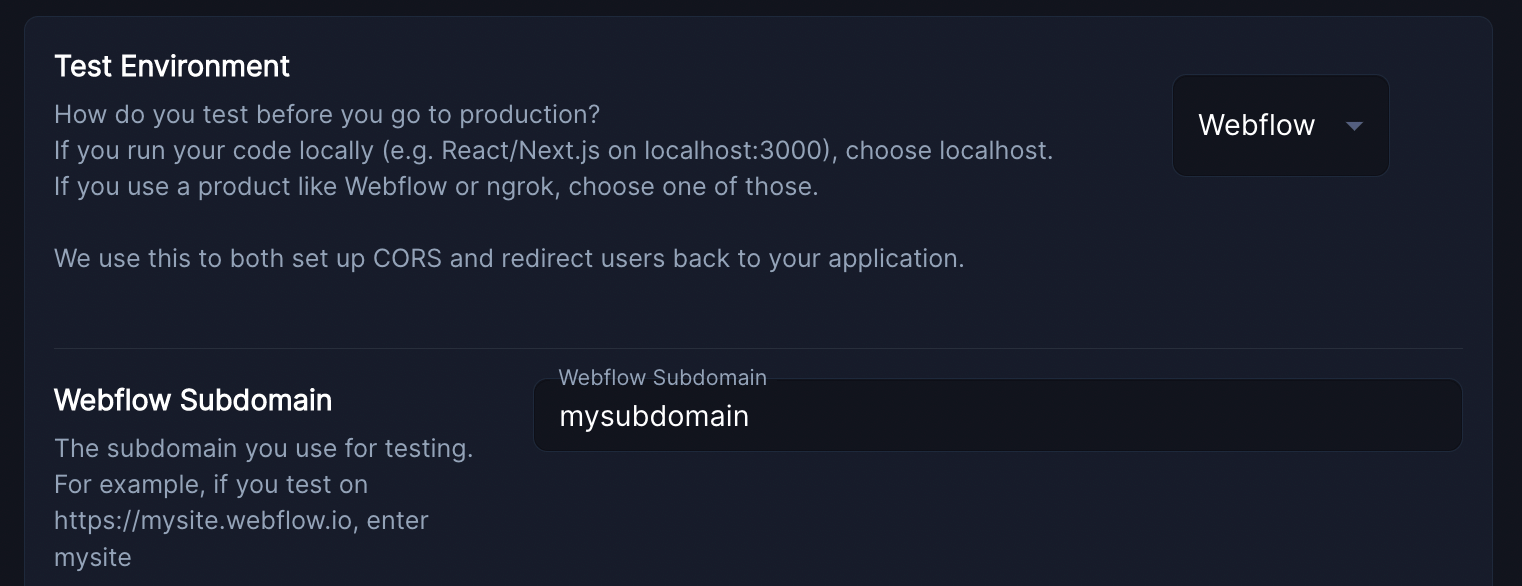 Test Environment
How do you test before you go to production?
If you run your code locally (e.g. React/Next.js on localhost:3000), choose localhost.
If you use a product like Webflow or ngrok, choose one of those.
We use this to both set up CORS and redirect users back to your application.
Webflow
Webflow Subdomain
The subdomain you use for testing.
For example, if you test on
https://mysite.webflow.io, enter
mysite
Webflow Subdomain
mysubdomain